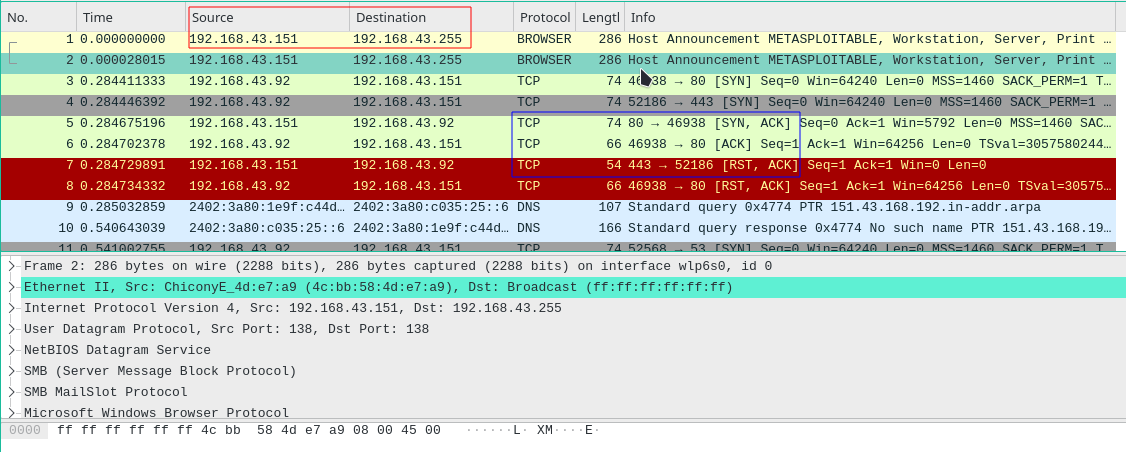 No. Time Source Destination Protocol Lengtl Info
1 0.000000000 192.168.43.151 192.168.43.255 BROWSER 286 Host Announcement METASPLOITABLE, Workstation, Server, Print …
2 0.000028015 192.168.43.151 192.168.43.255 BROWSER 286 Host Announcement METASPLOITABLE, Workstation, Server, Print …
3 0.284411333 192.168.43.92 192.168.43.151 TCP 74 46938 → 80 [SYN] Seq=0 Win=64240 Len=0 MSS=1460 SACK_PERM=1 T…
4 0.284446392 192.168.43.92 192.168.43.151 TCP 74 52186 → 443 [SYN] Seq=0 Win=64240 Len=0 MSS=1460 SACK_PERM=1 …
5 0.284675196 192.168.43.151 192.168.43.92 TCP 74 80 → 46938 [SYN, ACK] Seq=0 Ack=1 Win=5792 Len=0 MSS=1460 SAC…
6 0.284702378 192.168.43.92 192.168.43.151 TCP 66 46938 → 80 [ACK] Seq=1 Ack=1 Win=64256 Len=0 TSval=3057580244…
7 0.284729891 192.168.43.151 192.168.43.92 TCP 54 443 → 52186 [RST, ACK] Seq=1 Ack=1 Win=0 Len=0
8 0.284734332 192.168.43.92 192.168.43.151 TCP 66 46938 → 80 [RST, ACK] Seq=1 Ack=1 Win=64256 Len=0 TSval=30575…
9 0.285032859 2402:3a80:1e9f:c44d… 2402:3a80:c035:25::6 DNS 107 Standard query 0x4774 PTR 151.43.168.192.in-addr.arpa
10 0.540643039 2402:3a80:c035:25::6 2402:3a80:1e9f:c44d… DNS 166 Standard query response 0x4774 No such name PTR 151.43.168.19…
11 0.541002755 192.168.43.92 192.168.43.151 TCP 74 52568 → 53 [SYN] Seq=0 Win=64240 Len=0 MSS=1460 SACK_PERM=1 T…
Frame 2: 286 bytes on wire (2288 bits), 286 bytes captured (2288 bits) on interface wlp6s0, id 0
Ethernet II, Src: ChiconyE_4d:e7:a9 (4c:bb:58:4d:e7:a9), Dst: Broadcast (ff:ff:ff:ff:ff:ff)
Internet Protocol Version 4, Src: 192.168.43.151, Dst: 192.168.43.255
User Datagram Protocol, Src Port: 138, Dst Port: 138
NetBIOS Datagram Service
SMB (Server Message Block Protocol)
SMB MailSlot Protocol
Microsoft Windows Browser Protocol
0000 ff ff ff ff ff ff 4c bb 58 4d e7 a9 08 00 45 00 ······L· XM····E·